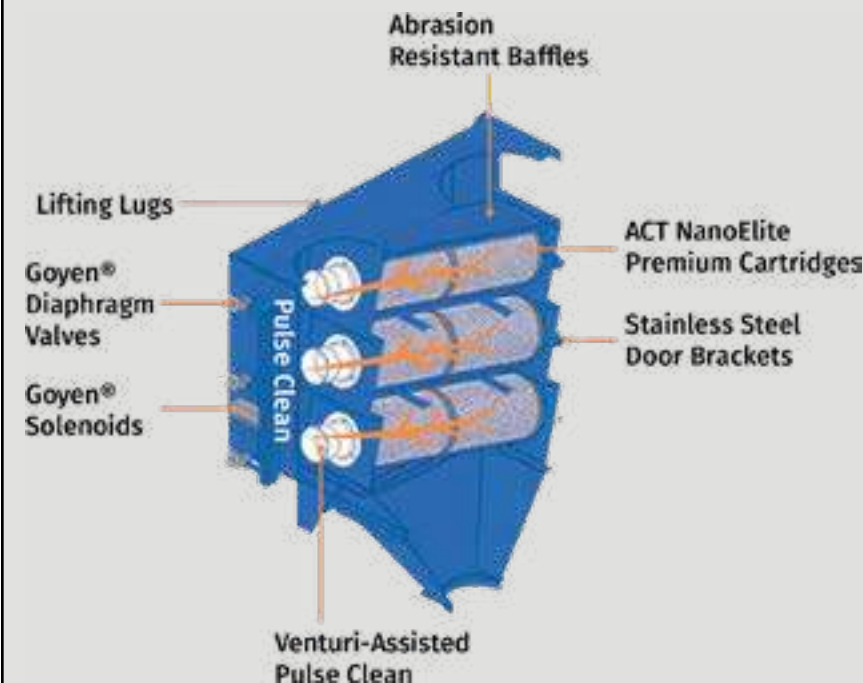 Abrasion
Resistant Baffles
Lifting Lugs
ACT NanoElite
Premium Cartridges
Goyen®
Diaphragm
Valves
Stainless Steel
Door Brackets
Goyen®
Solenoids
Pulse Clean
Venturi-Assisted
Pulse Clean